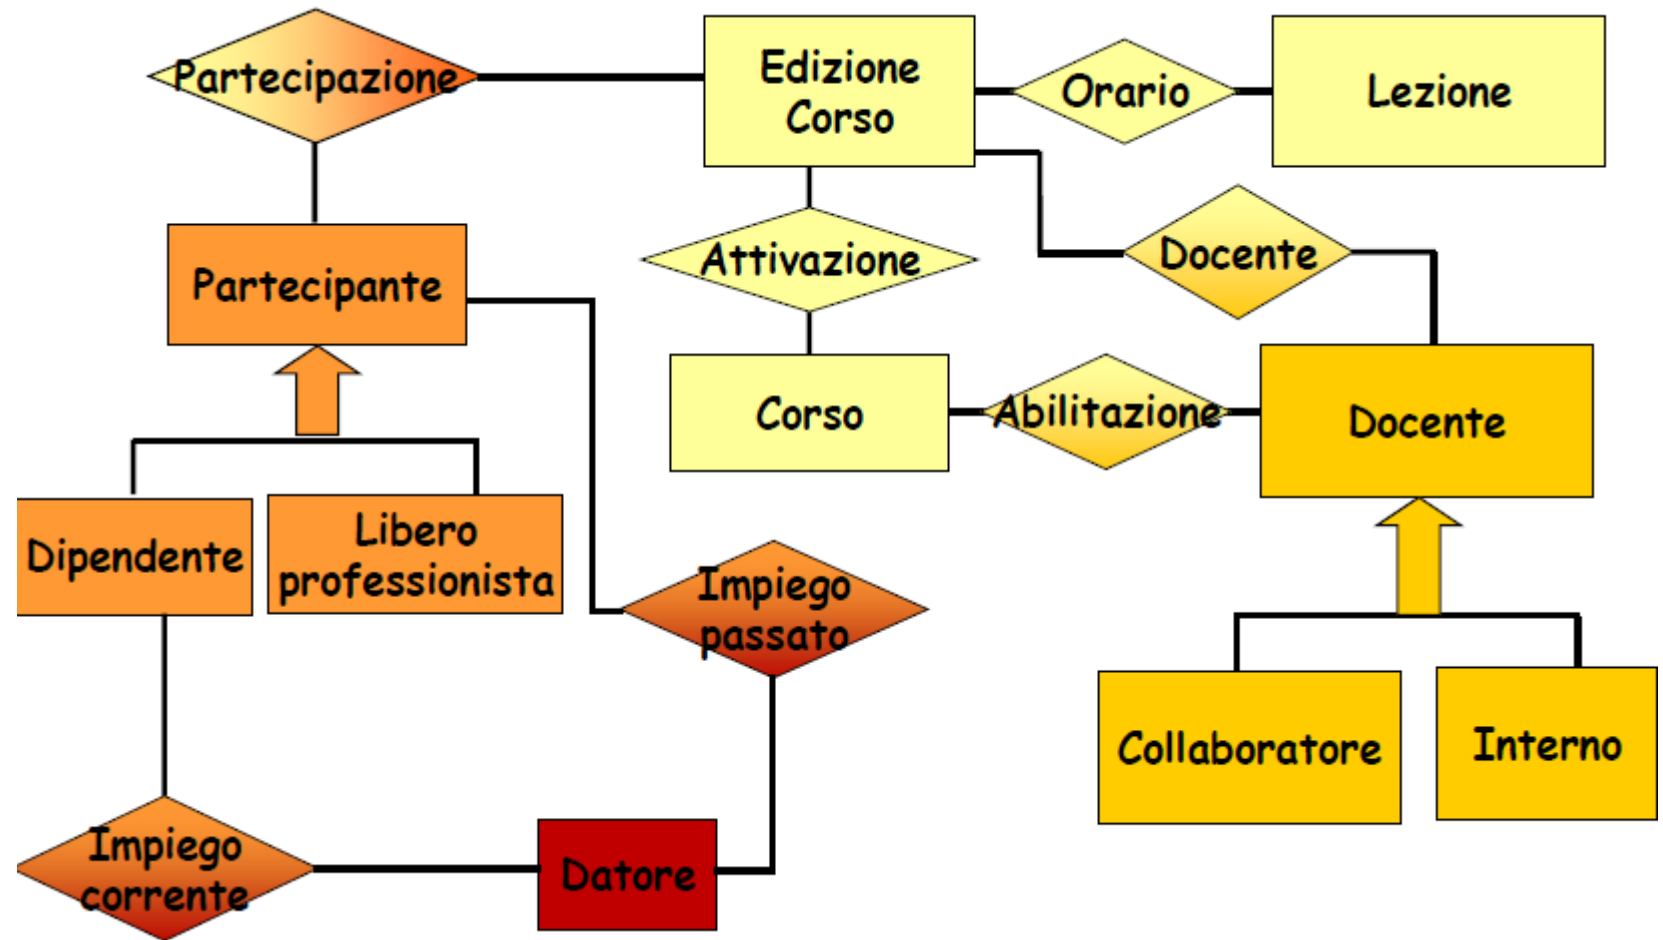 Partecipazione
Edizione
Corso
Orario
Lezione
Partecipante
Attivazione
Docente
Corso
Abilitazione
Docente
Dipendente
Libero
professionista
Impiego
passato
Collaboratore
Interno
Impiego
corrente
Datore